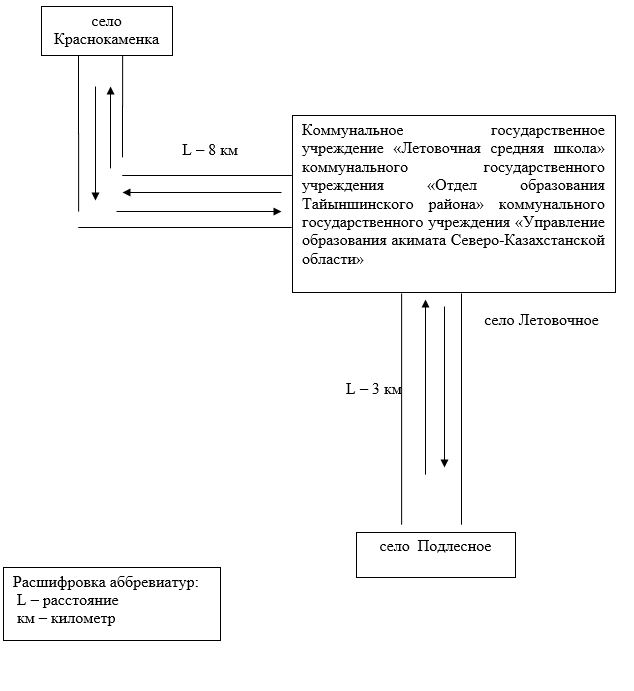 село
Краснокаменка
L – 8 км
Коммунальное государственное
учреждение «Летовочная средняя школа»
коммунального государственного
учреждения «Отдел образования
Тайыншинского района» коммунального
государственного учреждения «Управление
образования акимата Северо-Казахстанской
области»
село Летовочное
L – 3 км
село Подлесное
Расшифровка аббревиатур:
L – расстояние
км – километр